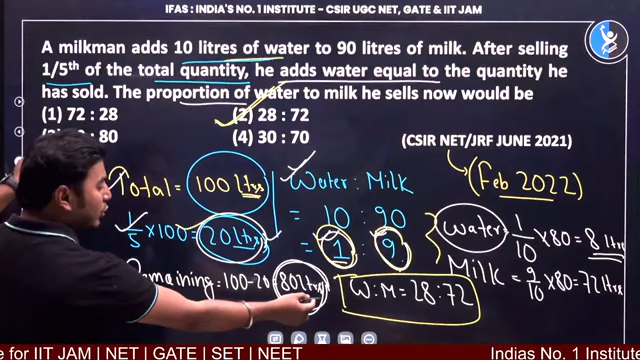 IFAS: INDIA'S NO. 1 INSTITUTE - CSIR UGC NET, GATE & IIT JAM
A milkman adds 10 litres of water to 90 litres of milk. After selling
1/5th of the total quantity, he adds water equal to the quantity he
has sold. The proportion of water to milk he sells now would be
(1) 72 : 28 (2) 28 : 72
: 80 (4) 30 : 70
(CSIR NET/JRF JUNE 2021)
(Feb 2022)
Total = 100 Ltrs
1/5 × 100 = 20 Ltrs
Remaining = 100-20 = 80 Ltrs
Water : Milk
= 10 : 90
= 1 : 9
W : M = 28 : 72
Water = 1/10 × 80 = 8 Ltrs
Milk = 9/10 × 80 = 72 Ltrs
e for IIT JAM | NET | GATE | SET | NEET
Indias No. 1 Institute